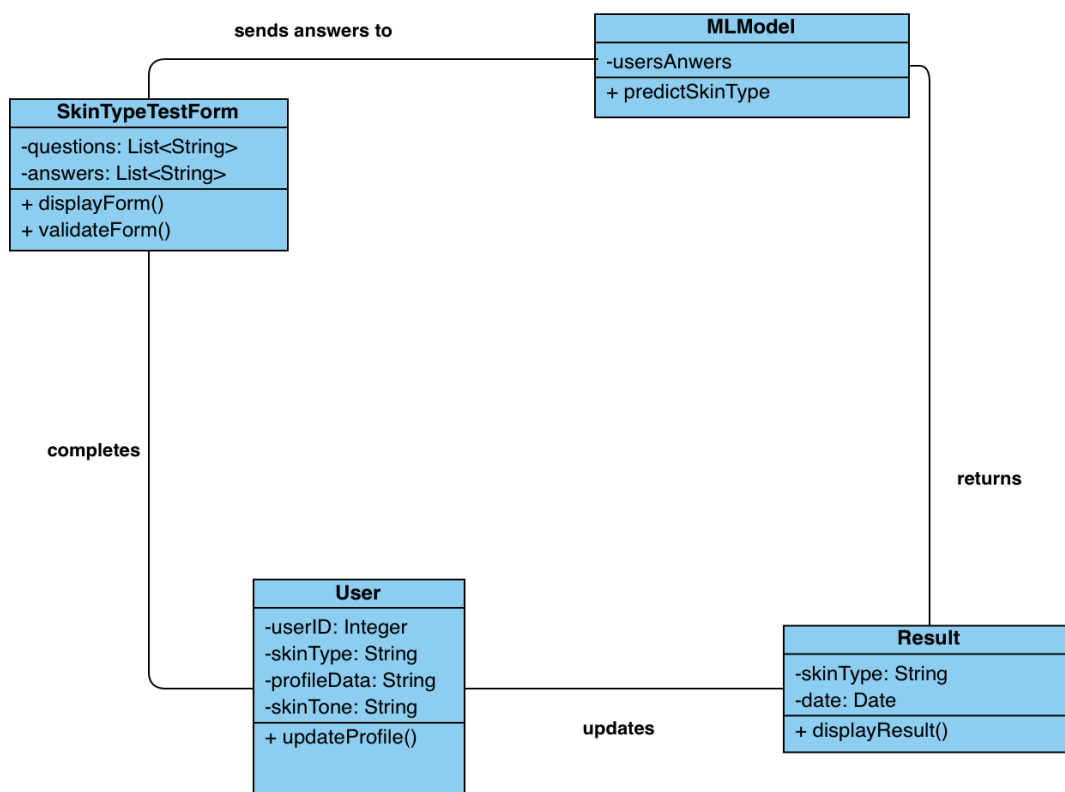 sends answers to
MLModel
-usersAnwers
+ predictSkinType
SkinTypeTestForm
-questions: List<String>
-answers: List<String>
+ displayForm()
+ validateForm()
completes
returns
User
-userID: Integer
-skinType: String
-profileData: String
-skinTone: String
+ updateProfile()
updates
Result
-skinType: String
-date: Date
+ displayResult()